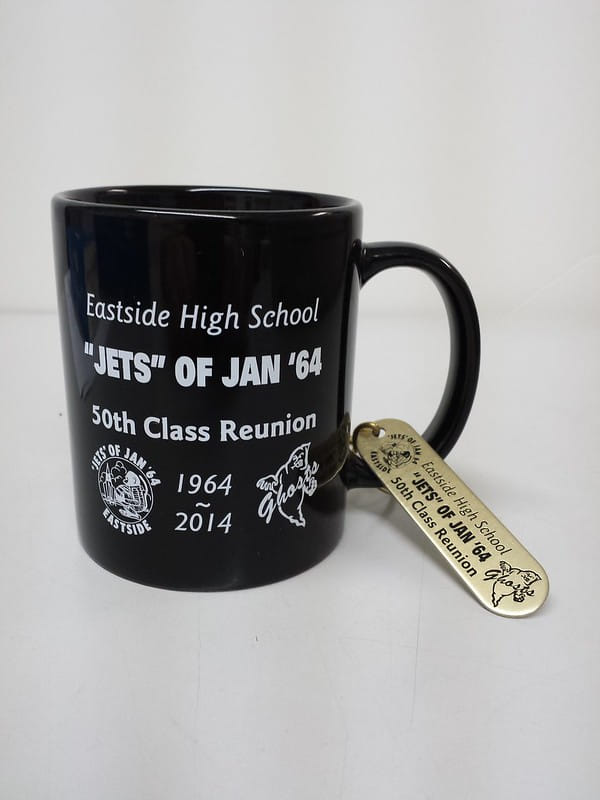 Eastside High School
"JETS" OF JAN '64
50th Class Reunion
"JETS" OF JAN '64
EASTSIDE
1964
~
2014
Ghosts
"JETS" OF JAN '64
EASTSIDE
Eastside High School
"JETS" OF JAN '64
50th Class Reunion
Ghosts